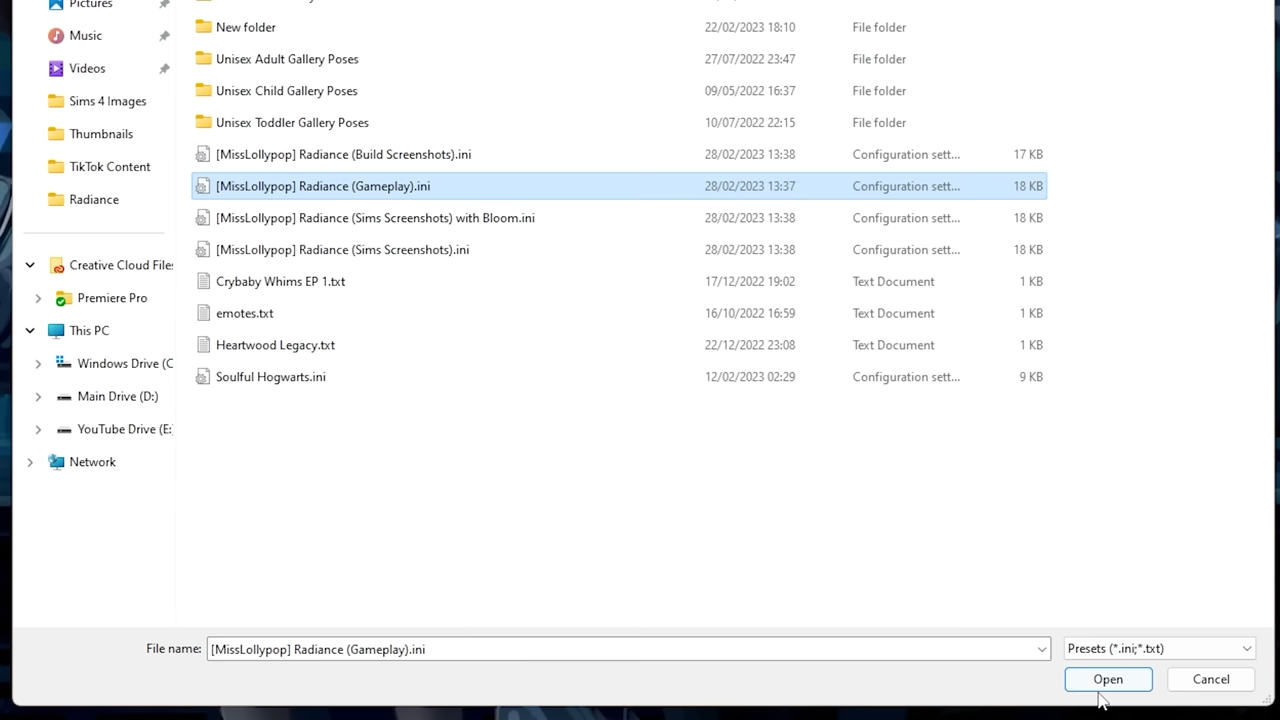 Pictures
Music
Videos
Sims 4 Images
Thumbnails
TikTok Content
Radiance
Creative Cloud Files
Premiere Pro
This PC
Windows Drive (C
Main Drive (D:)
YouTube Drive (E:
Network
New folder 22/02/2023 18:10 File folder
Unisex Adult Gallery Poses 27/07/2022 23:47 File folder
Unisex Child Gallery Poses 09/05/2022 16:37 File folder
Unisex Toddler Gallery Poses 10/07/2022 22:15 File folder
[MissLollypop] Radiance (Build Screenshots).ini 28/02/2023 13:38 Configuration sett... 17 KB
[MissLollypop] Radiance (Gameplay).ini 28/02/2023 13:37 Configuration sett... 18 KB
[MissLollypop] Radiance (Sims Screenshots) with Bloom.ini 28/02/2023 13:38 Configuration sett... 18 KB
[MissLollypop] Radiance (Sims Screenshots).ini 28/02/2023 13:38 Configuration sett... 18 KB
Crybaby Whims EP 1.txt 17/12/2022 19:02 Text Document 1 KB
emotes.txt 16/10/2022 16:59 Text Document 1 KB
Heartwood Legacy.txt 22/12/2022 23:08 Text Document 1 KB
Soulful Hogwarts.ini 12/02/2023 02:29 Configuration sett... 9 KB
File name: [MissLollypop] Radiance (Gameplay).ini Presets (*.ini;*.txt)
Open Cancel